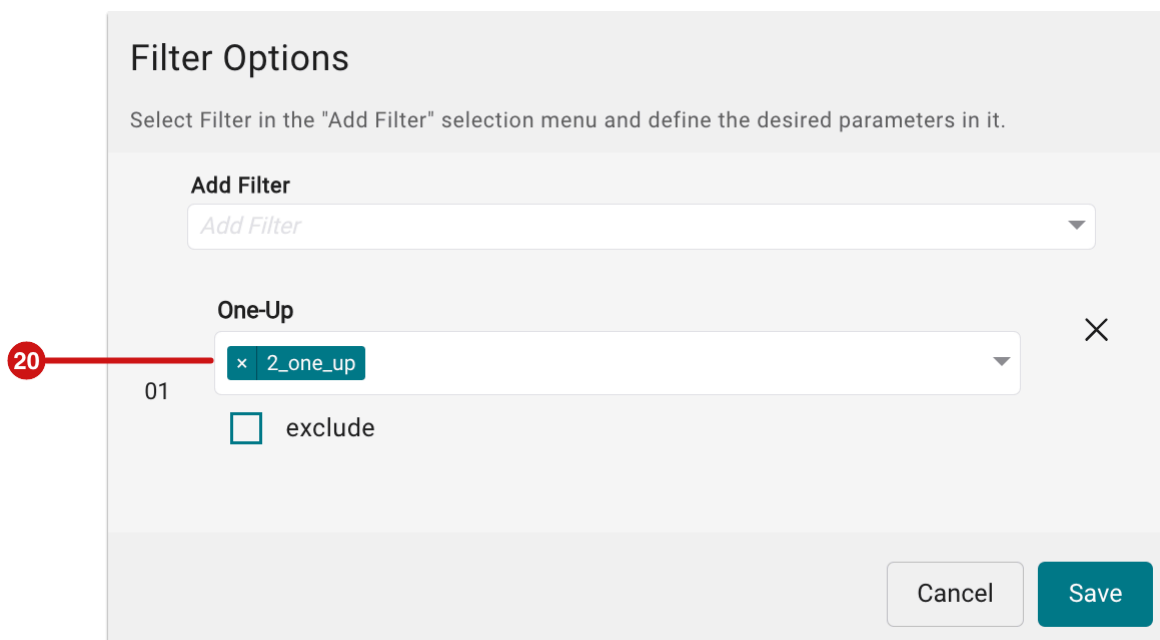 Filter Options
Select Filter in the "Add Filter" selection menu and define the desired parameters in it.
Add Filter
Add Filter
One-Up
20
× 2_one_up
01
exclude
Cancel
Save